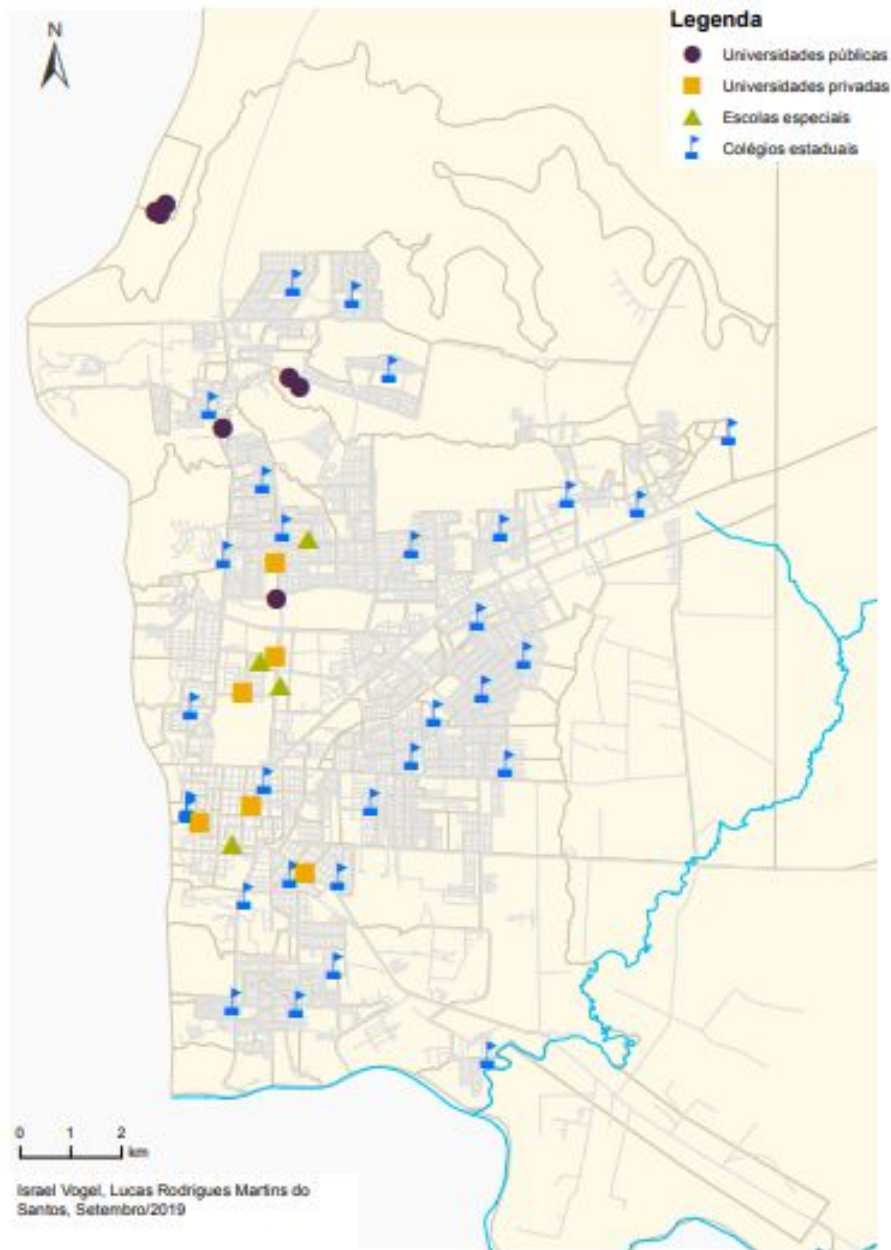 N
Legenda
Universidades públicas
Universidades privadas
Escolas especiais
Colégios estaduais
0 1 2
km
Israel Vogel, Lucas Rodrigues Martins do
Santos, Setembro/2019